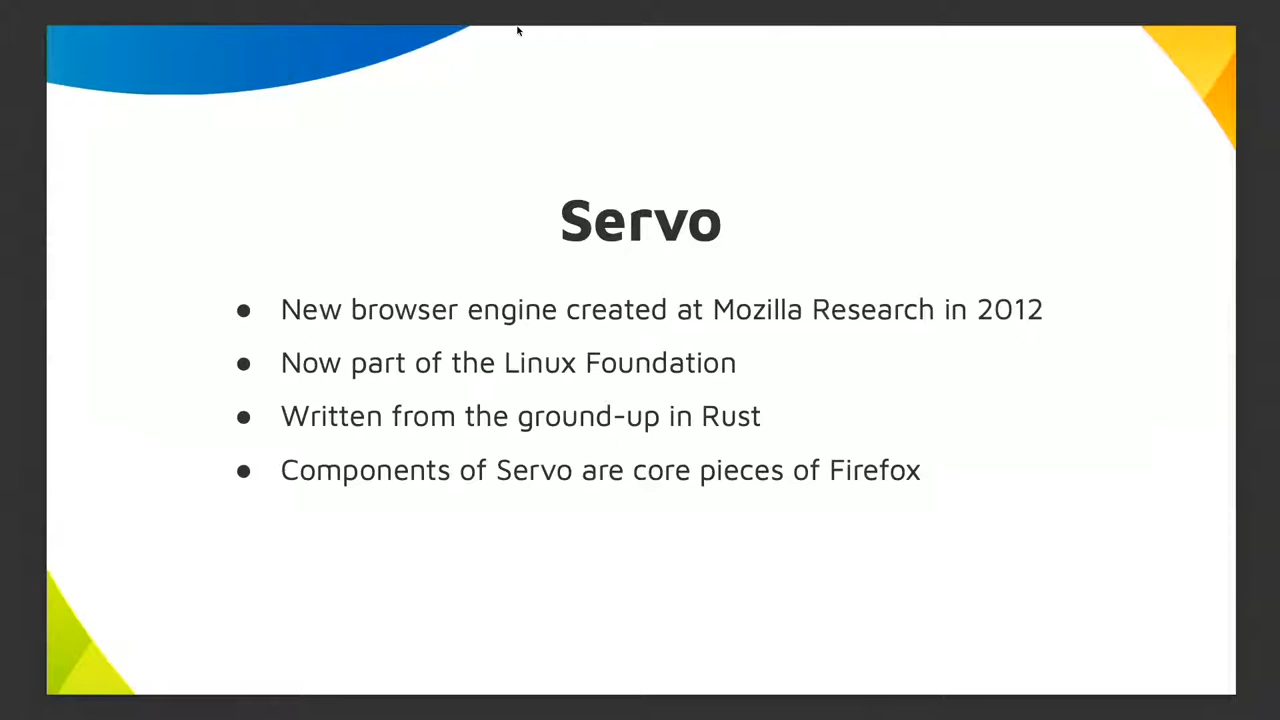 Servo
● New browser engine created at Mozilla Research in 2012
● Now part of the Linux Foundation
● Written from the ground-up in Rust
● Components of Servo are core pieces of Firefox